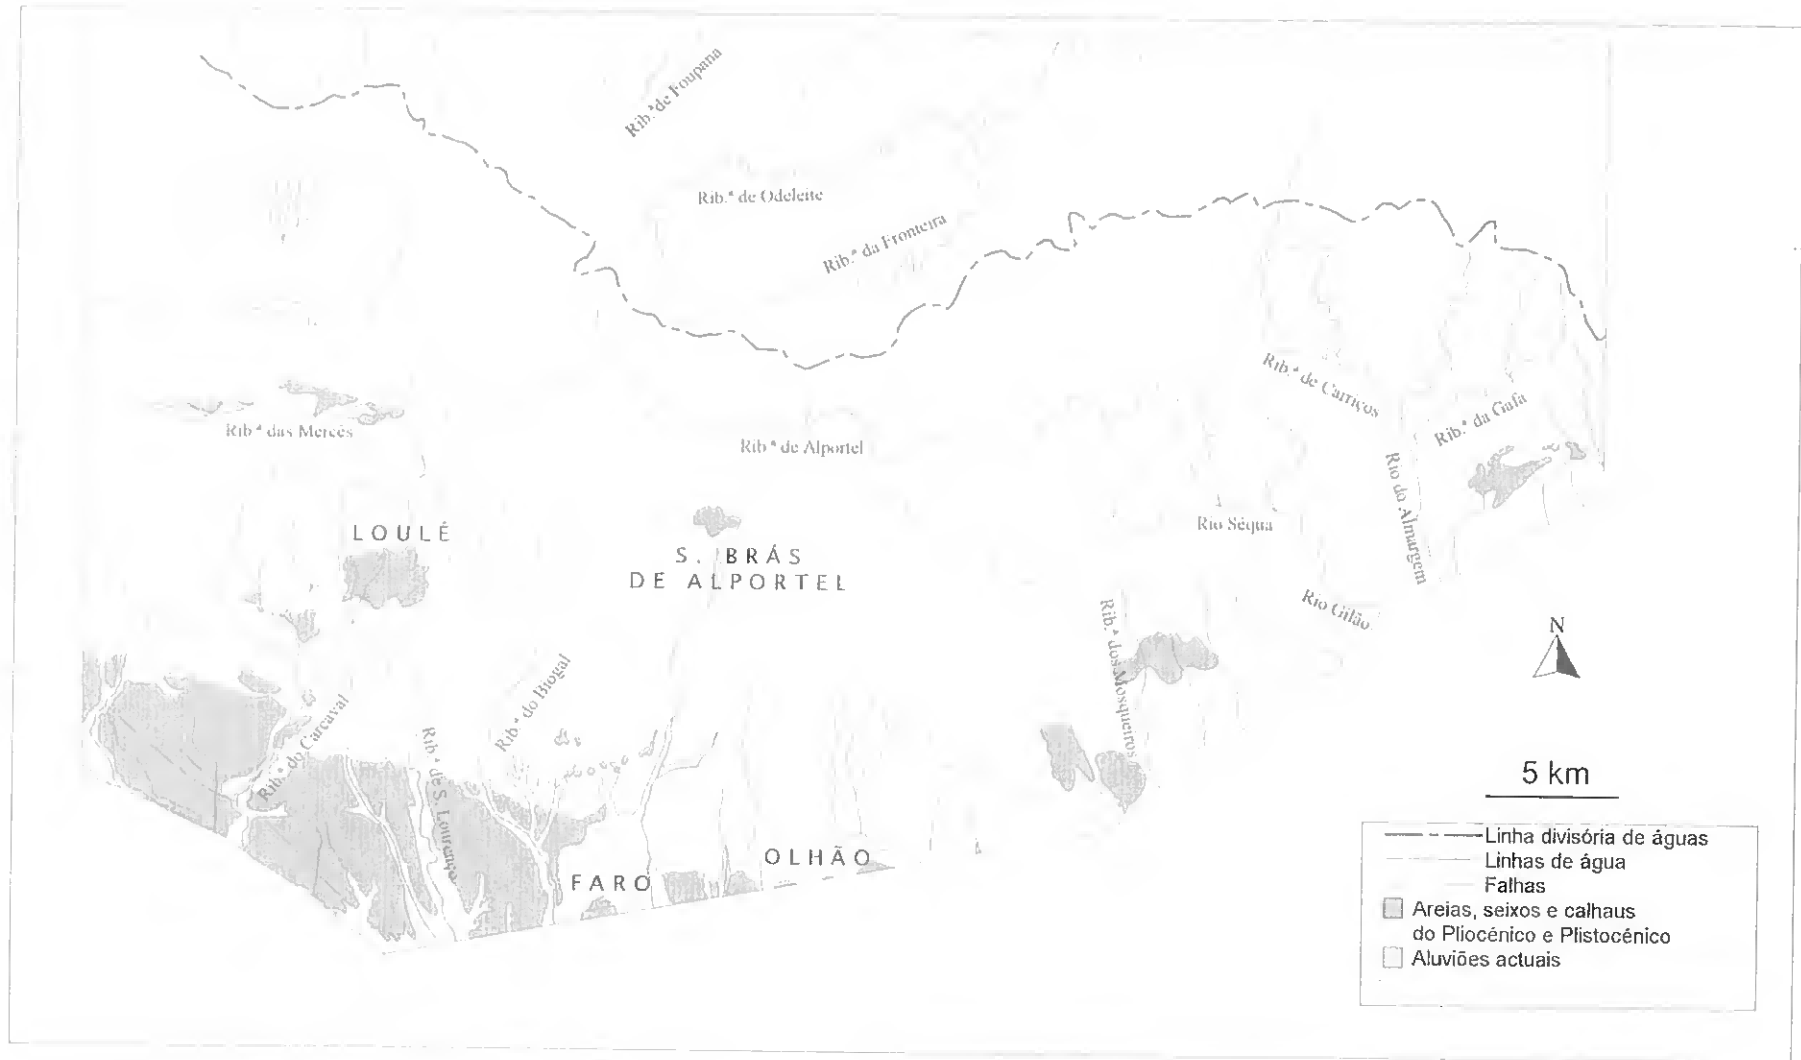 Rib.ª de Foupana
Rib.ª de Odeleite
Rib.ª da Fronteira
Rib.ª de Carriços
Rib.ª da Gafa
Rib.ª das Mercês
Rib.ª de Alportel
Rio do Almargem
Rio Séqua
LOULÉ
S. BRÁS
DE ALPORTEL
Rio Gilão
Rib.ª dos Mosqueiros
N
Rib.ª do Biogal
Rib.ª do Carcaval
Rib.ª de S. Lourenço
5 km
OLHÃO
FARO
Linha divisória de águas
Linhas de água
Falhas
Areias, seixos e calhaus
do Pliocénico e Plistocénico
Aluviões actuais